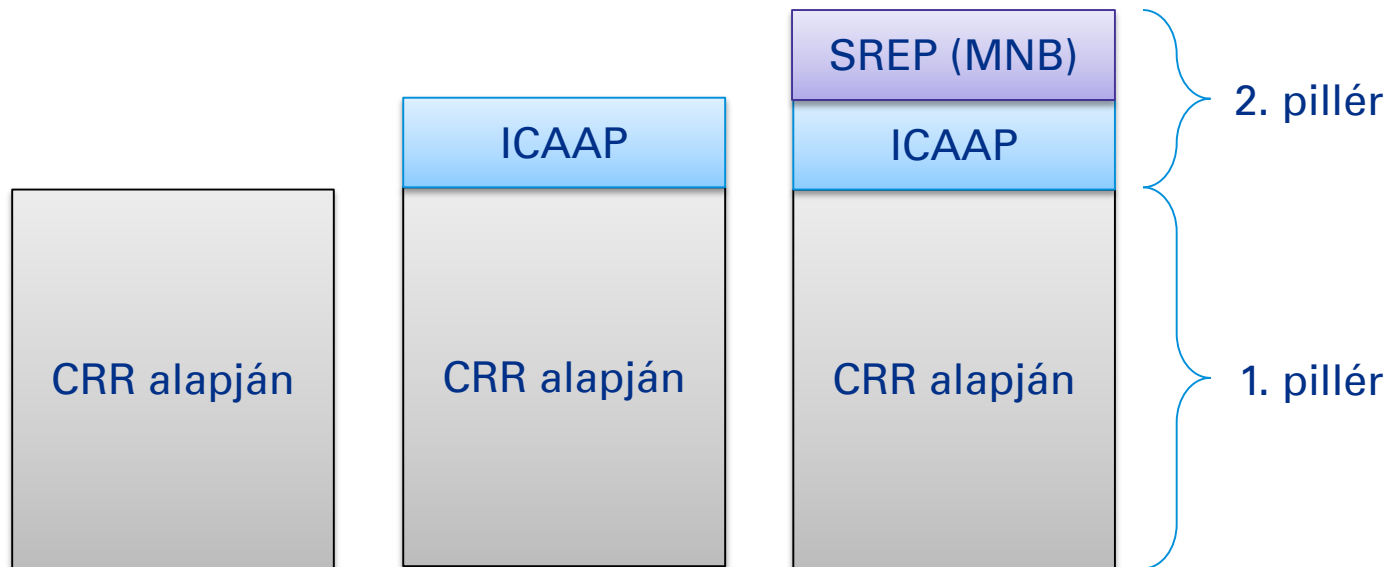 SREP (MNB)
2. pillér
ICAAP
ICAAP
CRR alapján
CRR alapján
CRR alapján
1. pillér